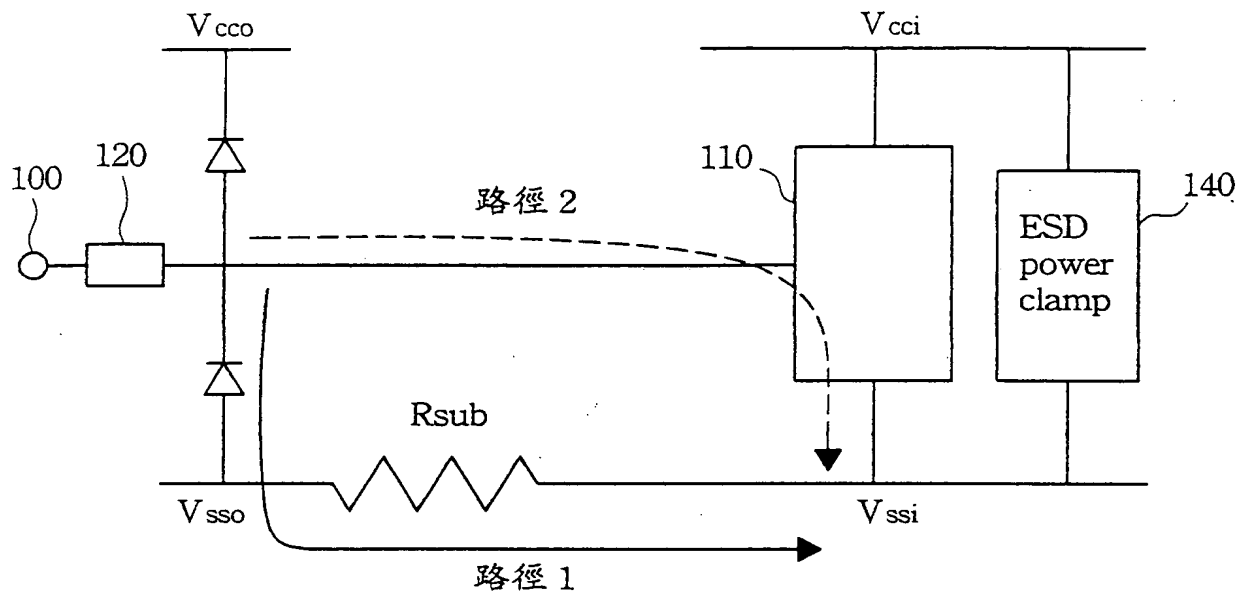 Vcco
Vcci
100
120
路徑 2
110
140
ESD
power
clamp
Rsub
Vsso
Vssi
路徑 1